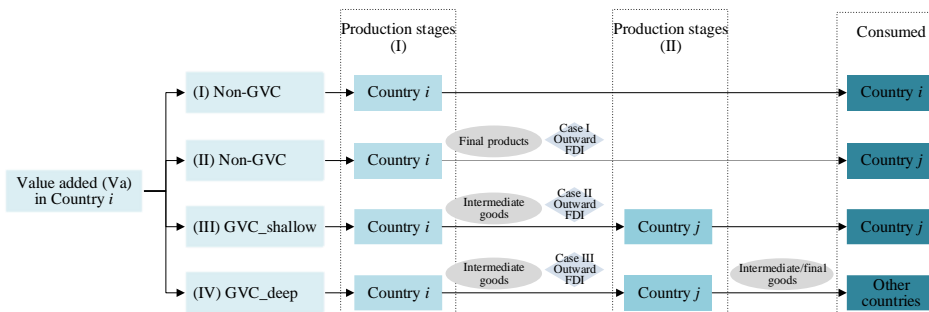 Production stages
(I)
Production stages
(II)
Consumed
(I) Non-GVC
Country i
Country i
Final products
Case I
Outward
FDI
(II) Non-GVC
Country i
Country j
Value added (Va)
in Country i
Intermediate
goods
Case II
Outward
FDI
(III) GVC_shallow
Country i
Country j
Country j
Intermediate
goods
Case III
Outward
FDI
Intermediate/final
goods
(IV) GVC_deep
Country i
Country j
Other
countries